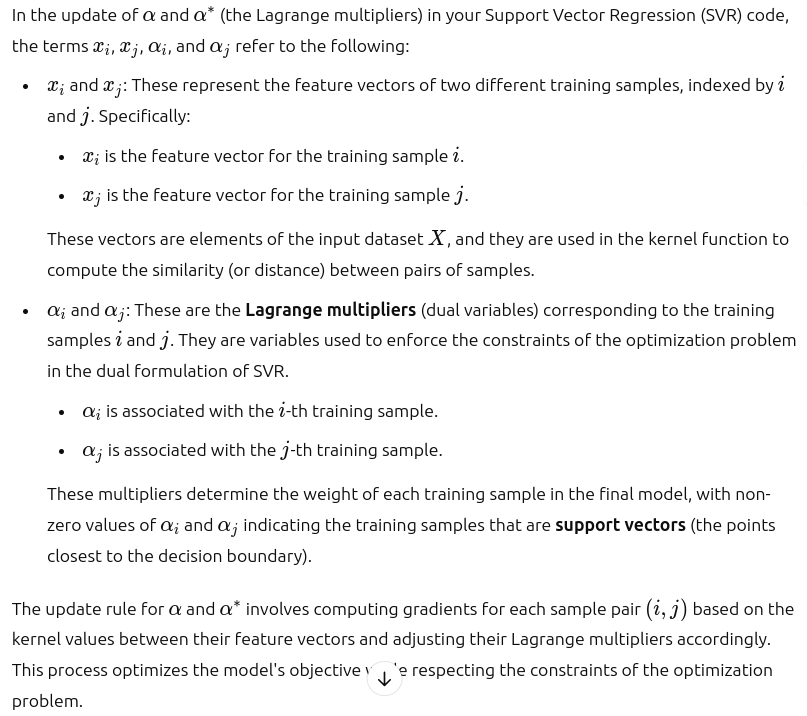 In the update of α and α* (the Lagrange multipliers) in your Support Vector Regression (SVR) code,
the terms xᵢ, xⱼ, αᵢ, and αⱼ refer to the following:
• xᵢ and xⱼ: These represent the feature vectors of two different training samples, indexed by i
and j. Specifically:
• xᵢ is the feature vector for the training sample i.
• xⱼ is the feature vector for the training sample j.
These vectors are elements of the input dataset X, and they are used in the kernel function to
compute the similarity (or distance) between pairs of samples.
• αᵢ and αⱼ: These are the Lagrange multipliers (dual variables) corresponding to the training
samples i and j. They are variables used to enforce the constraints of the optimization problem
in the dual formulation of SVR.
• αᵢ is associated with the i-th training sample.
• αⱼ is associated with the j-th training sample.
These multipliers determine the weight of each training sample in the final model, with non-
zero values of αᵢ and αⱼ indicating the training samples that are support vectors (the points
closest to the decision boundary).
The update rule for α and α* involves computing gradients for each sample pair (i, j) based on the
kernel values between their feature vectors and adjusting their Lagrange multipliers accordingly.
This process optimizes the model's objective respecting the constraints of the optimization
problem.